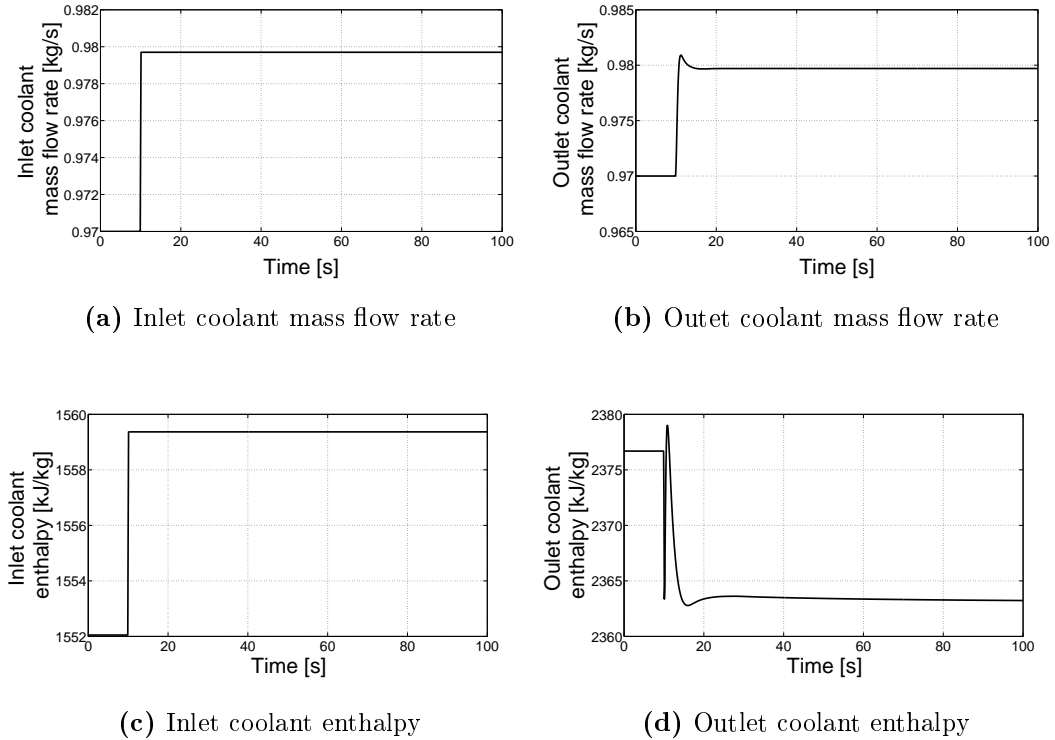 0.982
0.98
0.978
0.976
0.974
0.972
0.97
0 20 40 60 80 100
Inlet coolant
mass flow rate [kg/s]
Time [s]
(a) Inlet coolant mass flow rate
0.985
0.98
0.975
0.97
0.965
0 20 40 60 80 100
Outlet coolant
mass flow rate [kg/s]
Time [s]
(b) Outet coolant mass flow rate
1560
1558
1556
1554
1552
0 20 40 60 80 100
Inlet coolant
enthalpy [kJ/kg]
Time [s]
(c) Inlet coolant enthalpy
2380
2375
2370
2365
2360
0 20 40 60 80 100
Oulet coolant
enthalpy [kJ/kg]
Time [s]
(d) Outlet coolant enthalpy